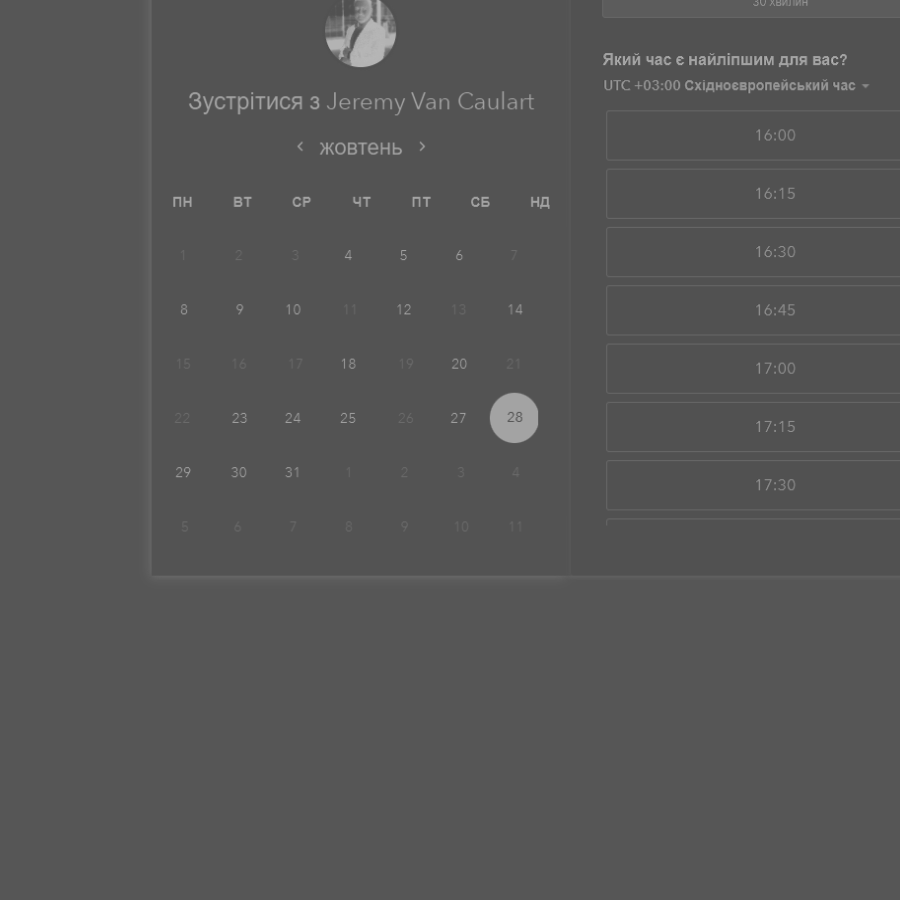 Зустрітися з Jeremy Van Caulart
жовтень
ПН ВТ СР ЧТ ПТ СБ НД
1 2 3 4 5 6 7
8 9 10 11 12 13 14
15 16 17 18 19 20 21
22 23 24 25 26 27 28
29 30 31 1 2 3 4
5 6 7 8 9 10 11
30 хвилин
Який час є найліпшим для вас?
UTC +03:00 Східноєвропейський час
16:00
16:15
16:30
16:45
17:00
17:15
17:30